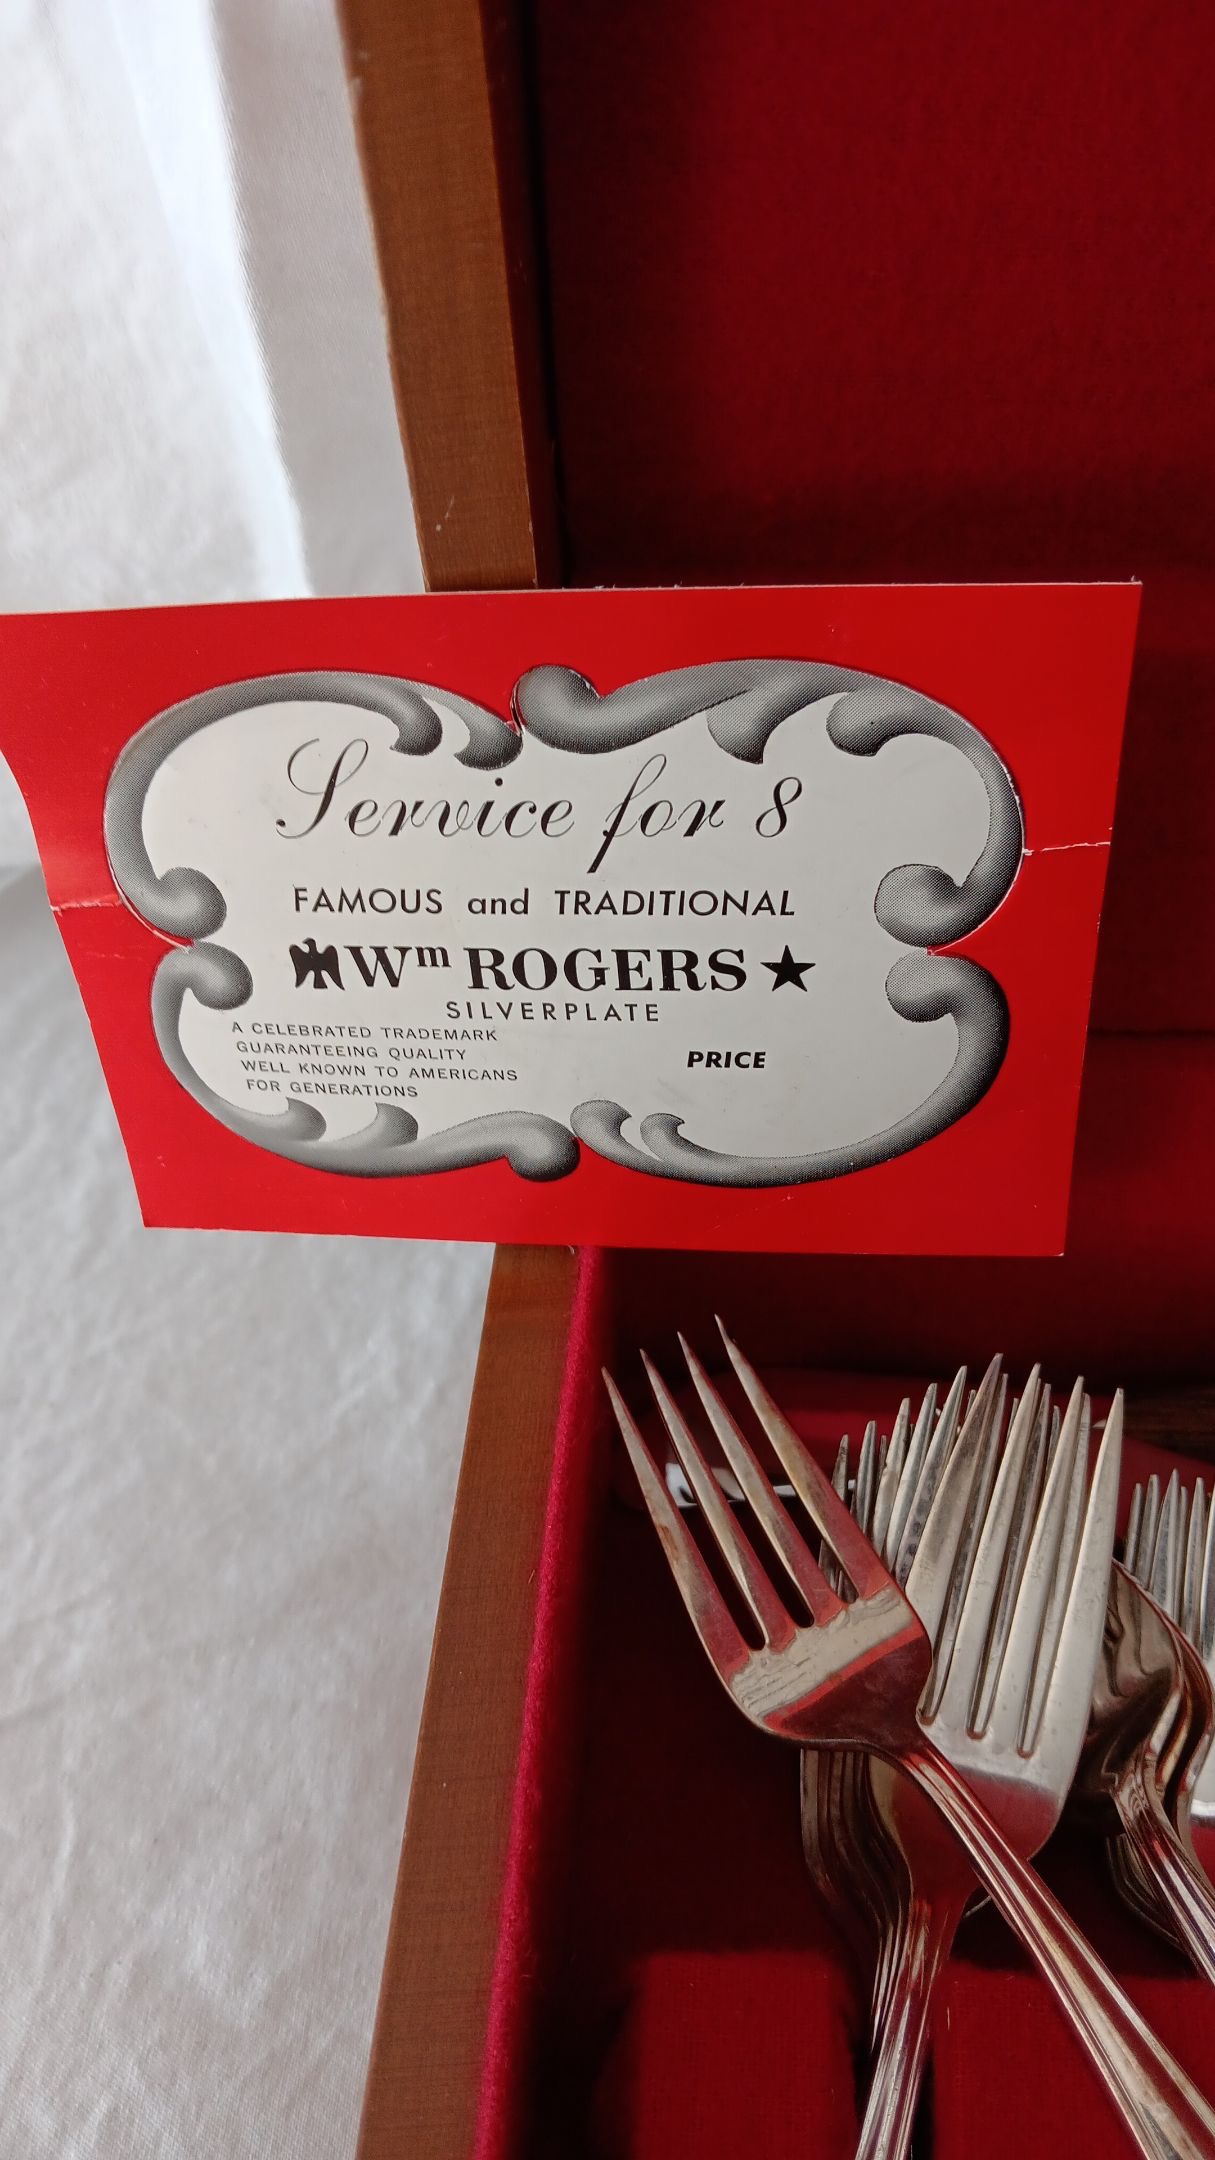 Service for 8
FAMOUS and TRADITIONAL
Wm ROGERS ★
SILVERPLATE
A CELEBRATED TRADEMARK
GUARANTEEING QUALITY
WELL KNOWN TO AMERICANS
FOR GENERATIONS
PRICE